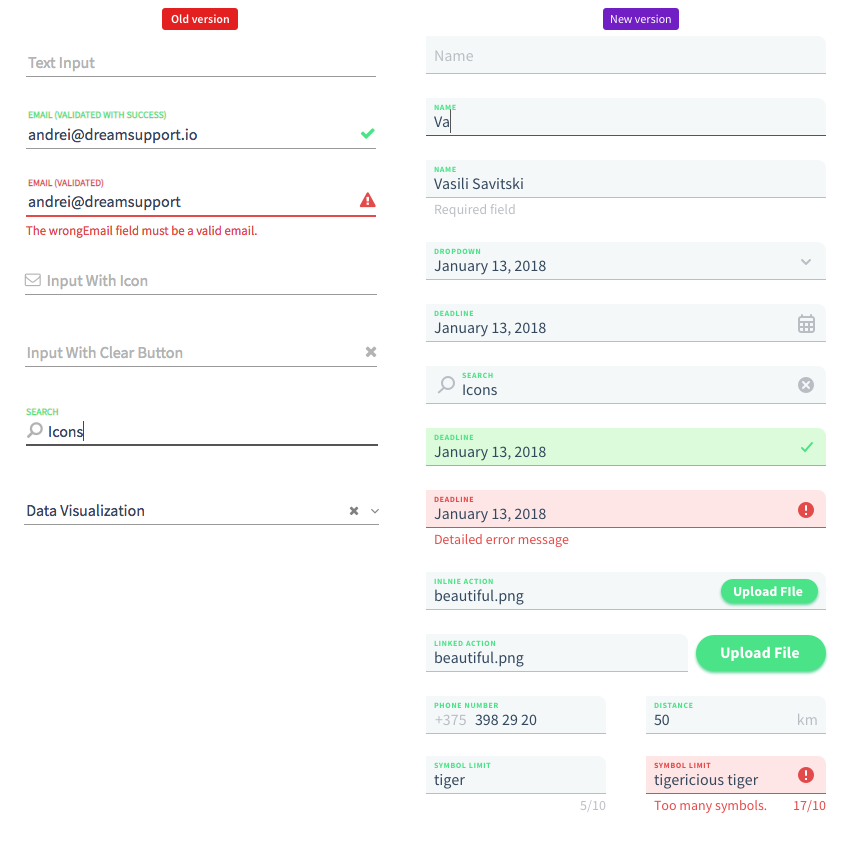 Old version
Text Input
EMAIL (VALIDATED WITH SUCCESS)
andrei@dreamsupport.io
EMAIL (VALIDATED)
andrei@dreamsupport
The wrongEmail field must be a valid email.
Input With Icon
Input With Clear Button
SEARCH
Icons
Data Visualization
New version
Name
NAME
Va
NAME
Vasili Savitski
Required field
DROPDOWN
January 13, 2018
DEADLINE
January 13, 2018
SEARCH
Icons
DEADLINE
January 13, 2018
DEADLINE
January 13, 2018
Detailed error message
INLNIE ACTION
beautiful.png
Upload FIle
LINKED ACTION
beautiful.png
Upload File
PHONE NUMBER
+375 398 29 20
DISTANCE
50 km
SYMBOL LIMIT
tiger
5/10
SYMBOL LIMIT
tigericious tiger
Too many symbols. 17/10